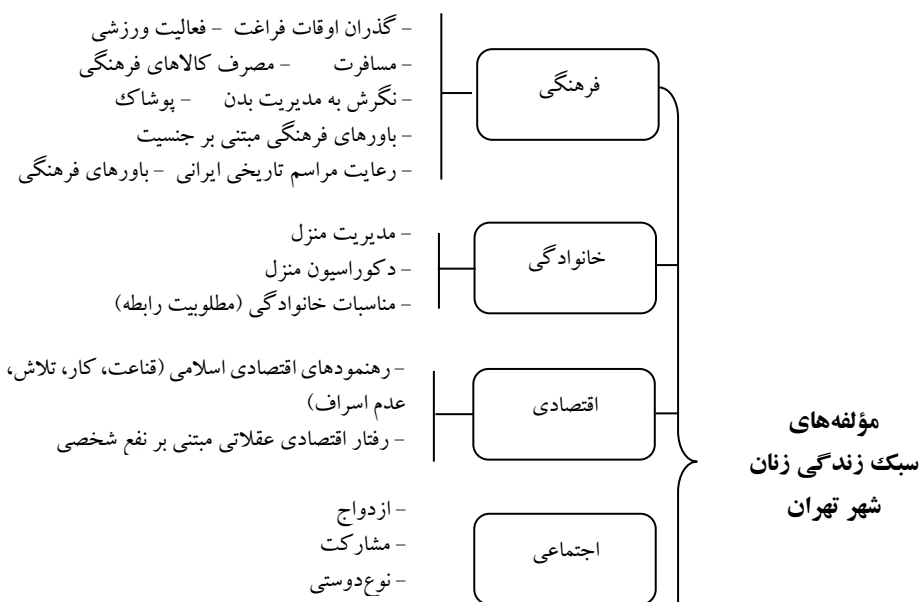 مؤلفه‌های
سبک زندگی زنان
شهر تهران
فرهنگی
– گذران اوقات فراغت – فعالیت ورزشی
– مسافرت – مصرف کالاهای فرهنگی
– نگرش به مدیریت بدن – پوشاک
– باورهای فرهنگی مبتنی بر جنسیت
– رعایت مراسم تاریخی ایرانی – باورهای فرهنگی
خانوادگی
– مدیریت منزل
– دکوراسیون منزل
– مناسبات خانوادگی (مطلوبیت رابطه)
اقتصادی
– رهنمودهای اقتصادی اسلامی (قناعت، کار، تلاش،
عدم اسراف)
– رفتار اقتصادی عقلاتی مبتنی بر نفع شخصی
اجتماعی
– ازدواج
– مشارکت
– نوع‌دوستی